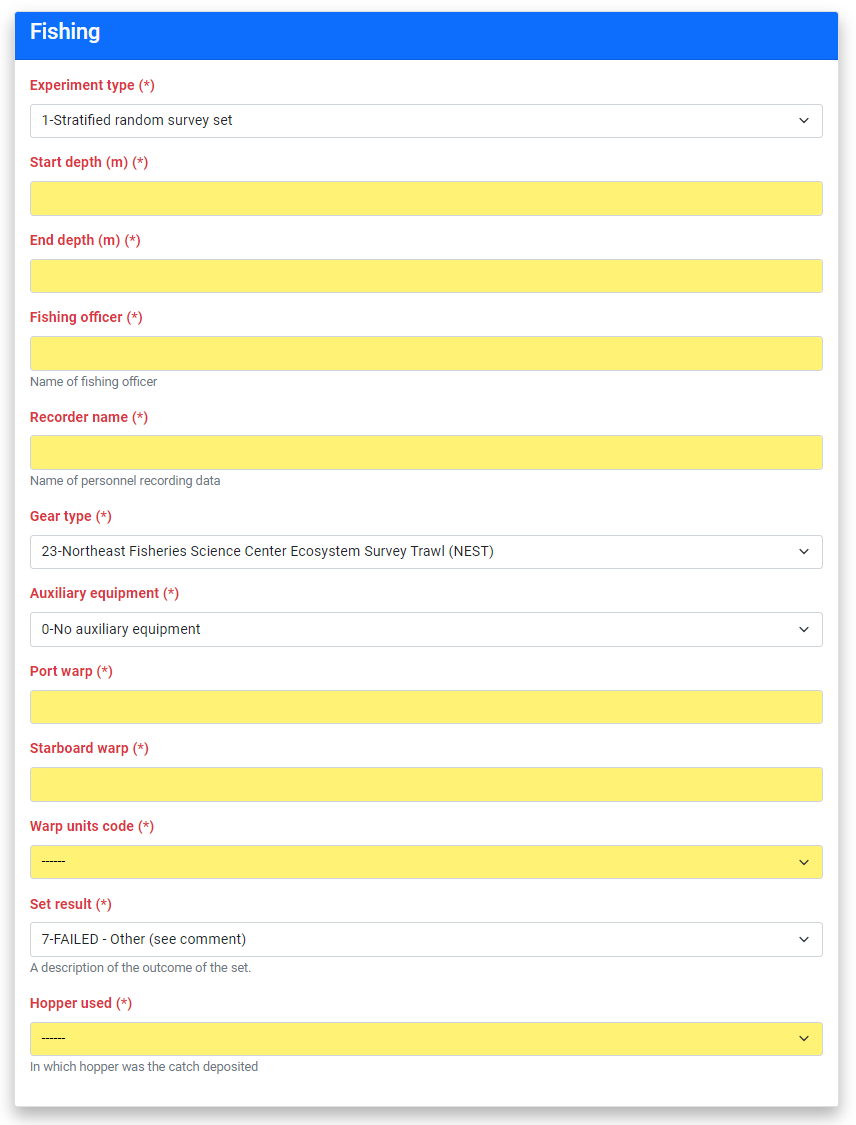 Fishing
Experiment type (*)
1-Stratified random survey set
Start depth (m) (*)
End depth (m) (*)
Fishing officer (*)
Name of fishing officer
Recorder name (*)
Name of personnel recording data
Gear type (*)
23-Northeast Fisheries Science Center Ecosystem Survey Trawl (NEST)
Auxiliary equipment (*)
0-No auxiliary equipment
Port warp (*)
Starboard warp (*)
Warp units code (*)
------
Set result (*)
7-FAILED - Other (see comment)
A description of the outcome of the set.
Hopper used (*)
------
In which hopper was the catch deposited